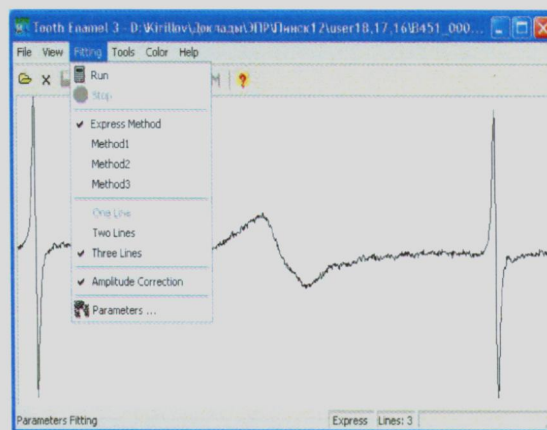 Tooth Enamel 3 - D:\Kirillov\Доклады\ЭПР\Пинск12\user18,17,16\B451_000...
File View Fitting Tools Color Help
Run
Stop
Express Method
Method1
Method2
Method3
One Line
Two Lines
Three Lines
Amplitude Correction
Parameters ...
Parameters Fitting Express Lines: 3